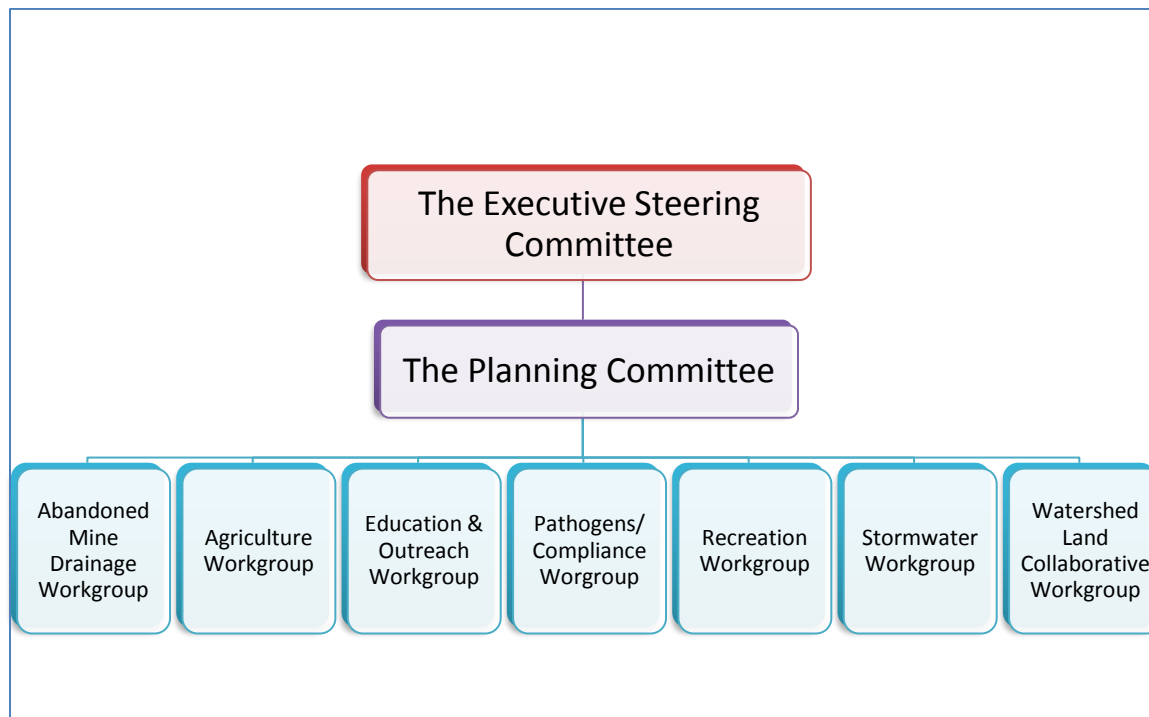 The Executive Steering
Committee
The Planning Committee
Abandoned
Mine
Drainage
Workgroup
Agriculture
Workgroup
Education &
Outreach
Workgroup
Pathogens/
Compliance
Worgroup
Recreation
Workgroup
Stormwater
Workgroup
Watershed
Land
Collaborative
Workgroup